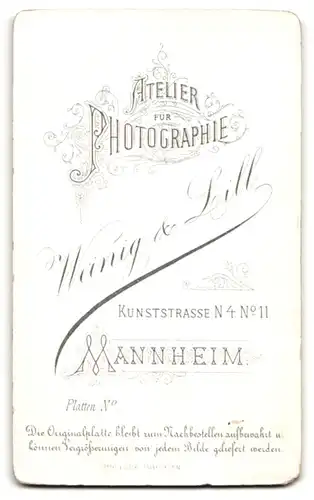 ATELIER
FÜR
PHOTOGRAPHIE
Weinig & Lill
KUNSTSTRASSE N 4 No 11
MANNHEIM.
Platten No
Die Originalplatte bleibt zum Nachbestellen aufbewahrt u.
können Vergrößerungen von jedem Bilde geliefert werden.